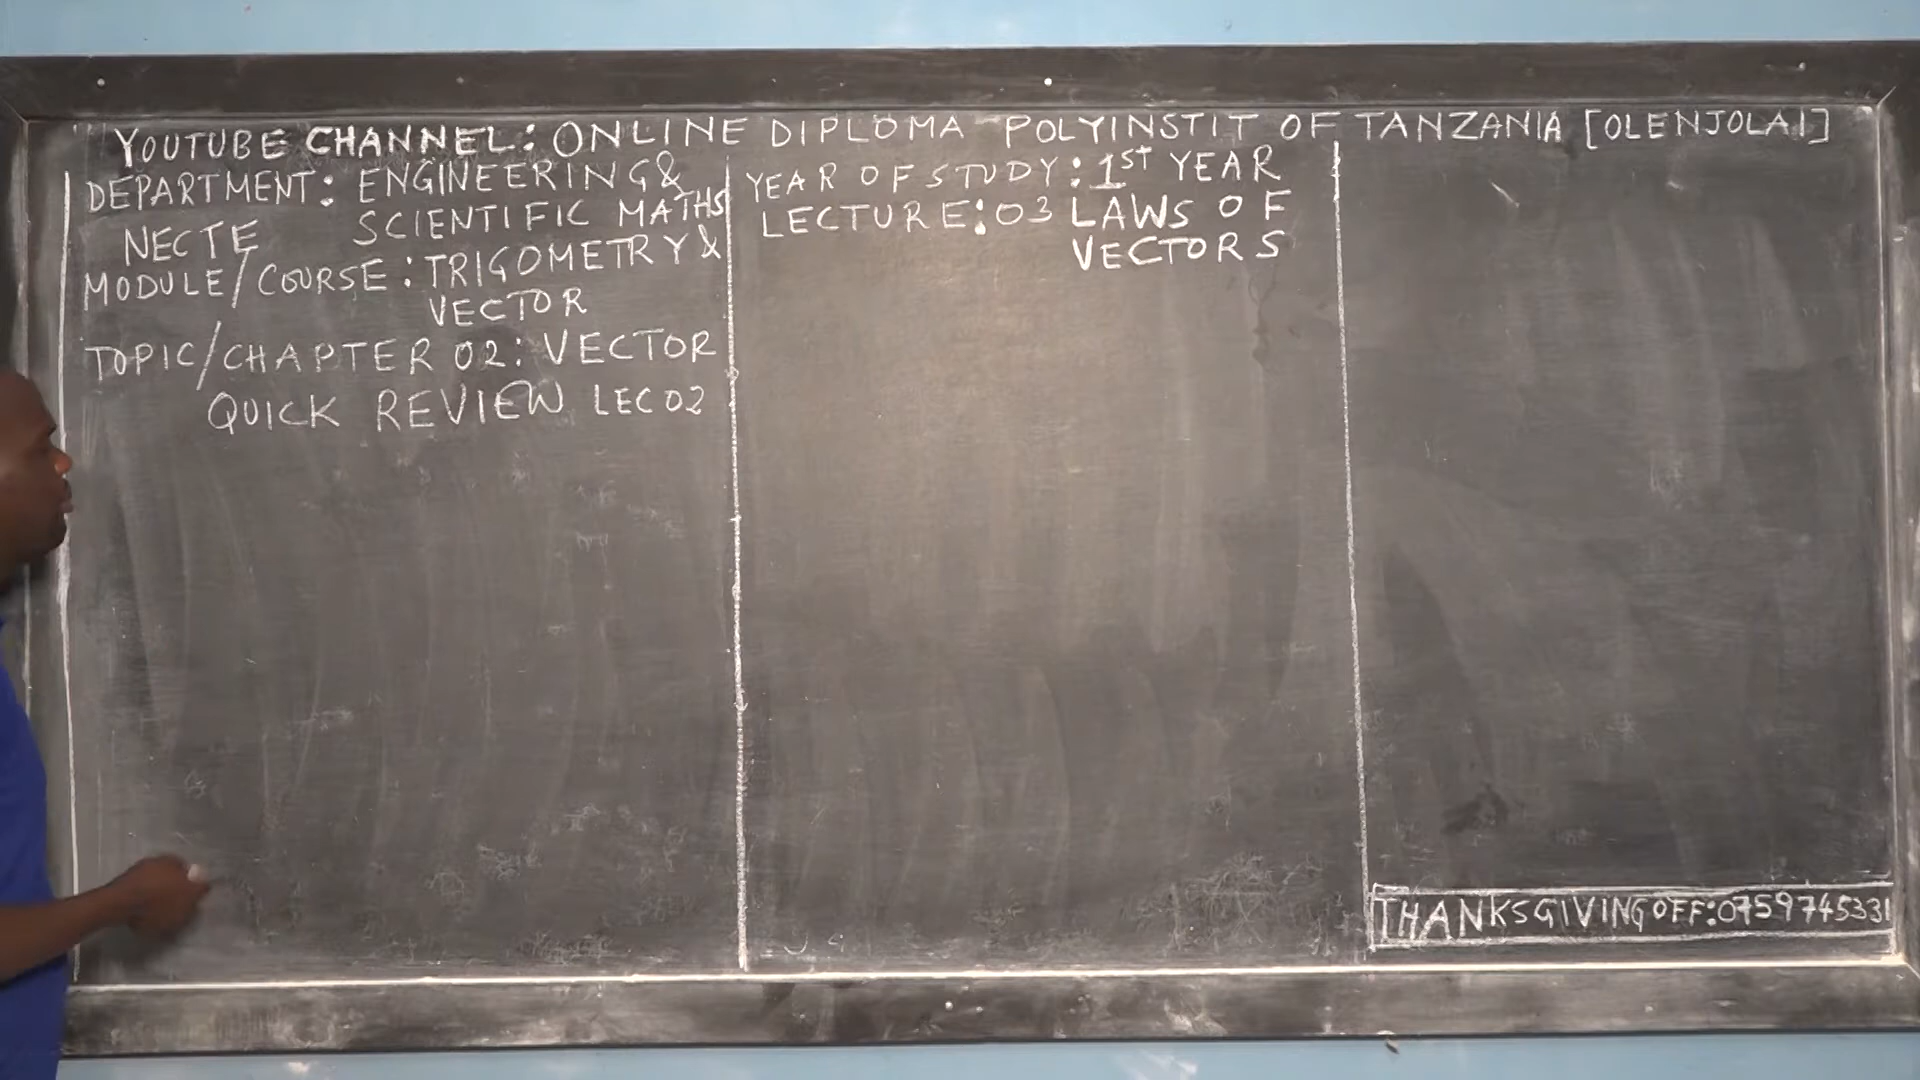 YOUTUBE CHANNEL: ONLINE DIPLOMA POLYINSTIT OF TANZANIA [OLENJOLAI]
DEPARTMENT: ENGINEERING &
SCIENTIFIC MATHS
NECTE
MODULE/COURSE: TRIGOMETRY &
VECTOR
TOPIC/CHAPTER 02: VECTOR
QUICK REVIEW LEC 02
YEAR OF STUDY: 1ST YEAR
LECTURE: 03 LAWS OF
VECTORS
THANKSGIVING OFF: 0759745331